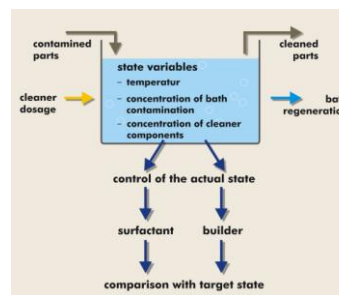 contamined
parts
cleaned
parts
state variables
– temperatur
– concentration of bath
contamination
– concentration of cleaner
components
cleaner
dosage
regeneratio
control of the actual state
surfactant
builder
comparison with target state